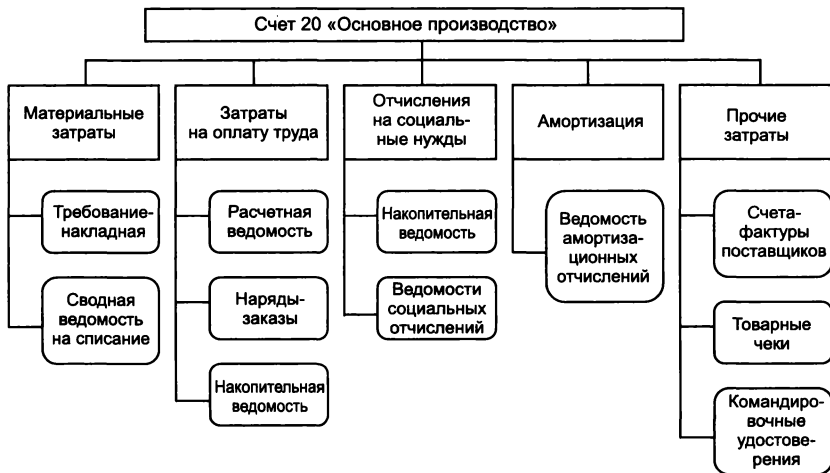 Счет 20 «Основное производство»
Материальные
затраты
Затраты
на оплату труда
Отчисления
на социаль-
ные нужды
Амортизация
Прочие
затраты
Требование-
накладная
Сводная
ведомость
на списание
Расчетная
ведомость
Наряды-
заказы
Накопительная
ведомость
Накопительная
ведомость
Ведомости
социальных
отчислений
Ведомость
амортиза-
ционных
отчислений
Счета-
фактуры
поставщиков
Товарные
чеки
Командиро-
вочные
удостове-
рения